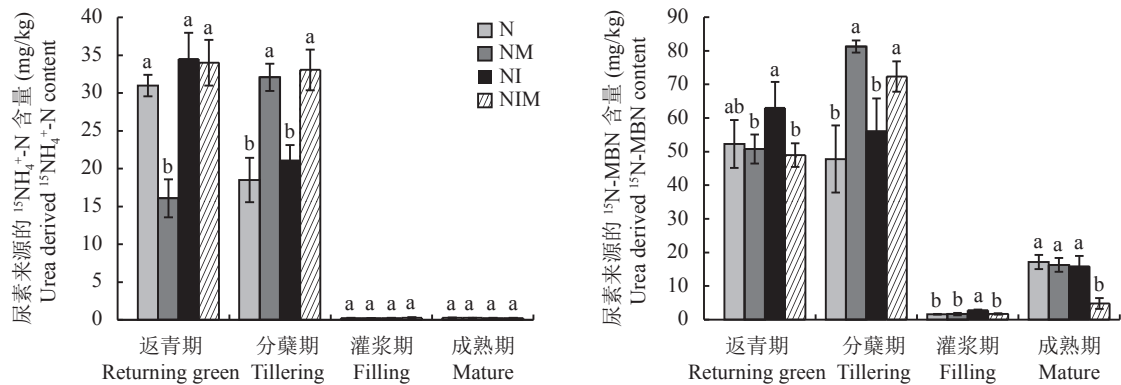 尿素来源的 ¹⁵NH₄⁺-N 含量 (mg/kg)
Urea derived ¹⁵NH₄⁺-N content
40
35
30
25
20
15
10
5
0
a
b
a
a
b
a
b
a
a a a a
a a a a
N
NM
NI
NIM
返青期 分蘖期 灌浆期 成熟期
Returning green Tillering Filling Mature
尿素来源的 ¹⁵N-MBN 含量 (mg/kg)
Urea derived ¹⁵N-MBN content
90
80
70
60
50
40
30
20
10
0
ab
b
a
b
b
a
b
a
b b a b
a a a b
返青期 分蘖期 灌浆期 成熟期
Returning green Tillering Filling Mature